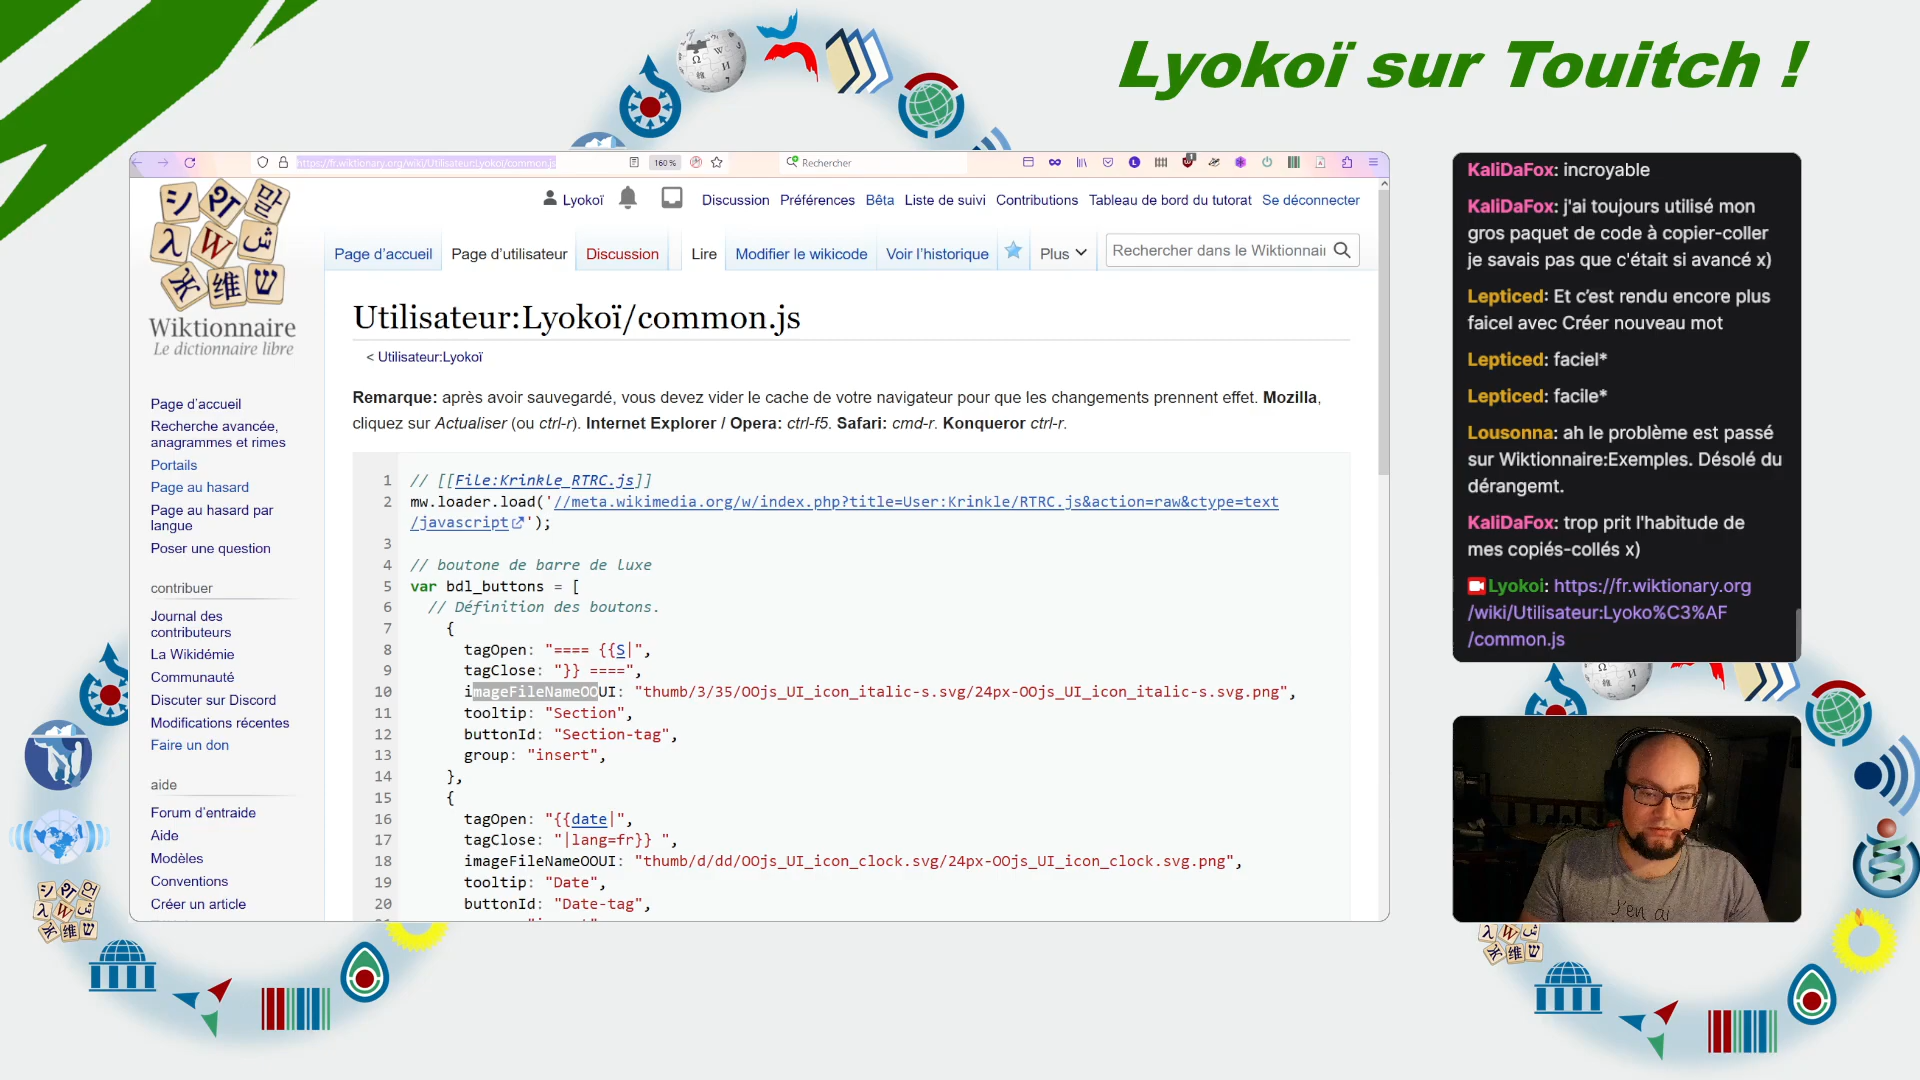 Lyokoï sur Touitch !
https://fr.wiktionary.org/wiki/Utilisateur:Lyokoï/common.js
160 %
Rechercher
Lyokoï
Discussion
Préférences
Bêta
Liste de suivi
Contributions
Tableau de bord du tutorat
Se déconnecter
Page d’accueil
Page d’utilisateur
Discussion
Lire
Modifier le wikicode
Voir l’historique
Plus
Rechercher dans le Wiktionnair
Wiktionnaire
Le dictionnaire libre
Page d’accueil
Recherche avancée,
anagrammes et rimes
Portails
Page au hasard
Page au hasard par
langue
Poser une question
contribuer
Journal des
contributeurs
La Wikidémie
Communauté
Discuter sur Discord
Modifications récentes
Faire un don
aide
Forum d’entraide
Aide
Modèles
Conventions
Créer un article
Utilisateur:Lyokoï/common.js
< Utilisateur:Lyokoï
Remarque: après avoir sauvegardé, vous devez vider le cache de votre navigateur pour que les changements prennent effet. Mozilla,
cliquez sur Actualiser (ou ctrl-r). Internet Explorer / Opera: ctrl-f5. Safari: cmd-r. Konqueror ctrl-r.
1 // [[File:Krinkle_RTRC.js]]
2 mw.loader.load('//meta.wikimedia.org/w/index.php?title=User:Krinkle/RTRC.js&action=raw&ctype=text
/javascript');
3
4 // boutone de barre de luxe
5 var bdl_buttons = [
6 // Définition des boutons.
7 {
8 tagOpen: "==== {{S|",
9 tagClose: "}} ====",
10 imageFileNameOOUI: "thumb/3/35/OOjs_UI_icon_italic-s.svg/24px-OOjs_UI_icon_italic-s.svg.png",
11 tooltip: "Section",
12 buttonId: "Section-tag",
13 group: "insert",
14 },
15 {
16 tagOpen: "{{date|",
17 tagClose: "|lang=fr}} ",
18 imageFileNameOOUI: "thumb/d/dd/OOjs_UI_icon_clock.svg/24px-OOjs_UI_icon_clock.svg.png",
19 tooltip: "Date",
20 buttonId: "Date-tag",
KaliDaFox: incroyable
KaliDaFox: j'ai toujours utilisé mon
gros paquet de code à copier-coller
je savais pas que c'était si avancé x)
Lepticed: Et c’est rendu encore plus
faicel avec Créer nouveau mot
Lepticed: faciel*
Lepticed: facile*
Lousonna: ah le problème est passé
sur Wiktionnaire:Exemples. Désolé du
dérangemt.
KaliDaFox: trop prit l'habitude de
mes copiés-collés x)
Lyokoi: https://fr.wiktionary.org
/wiki/Utilisateur:Lyoko%C3%AF
/common.js
J'en ai